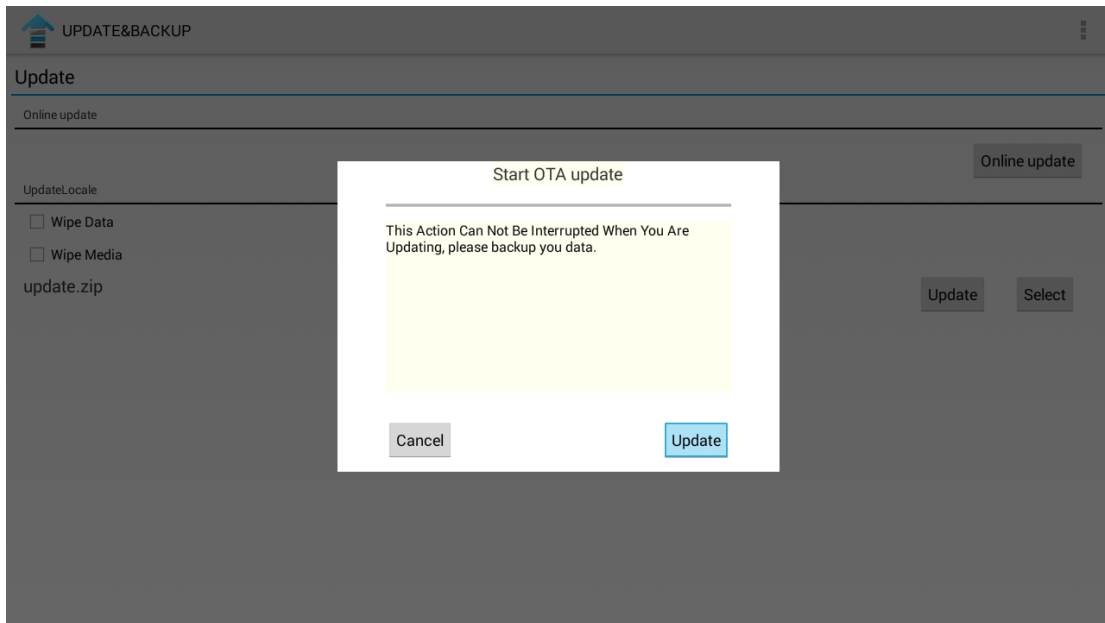 UPDATE&BACKUP
Update
Online update
Online update
UpdateLocale
Wipe Data
Wipe Media
update.zip
Update
Select
Start OTA update
This Action Can Not Be Interrupted When You Are
Updating, please backup you data.
Cancel
Update